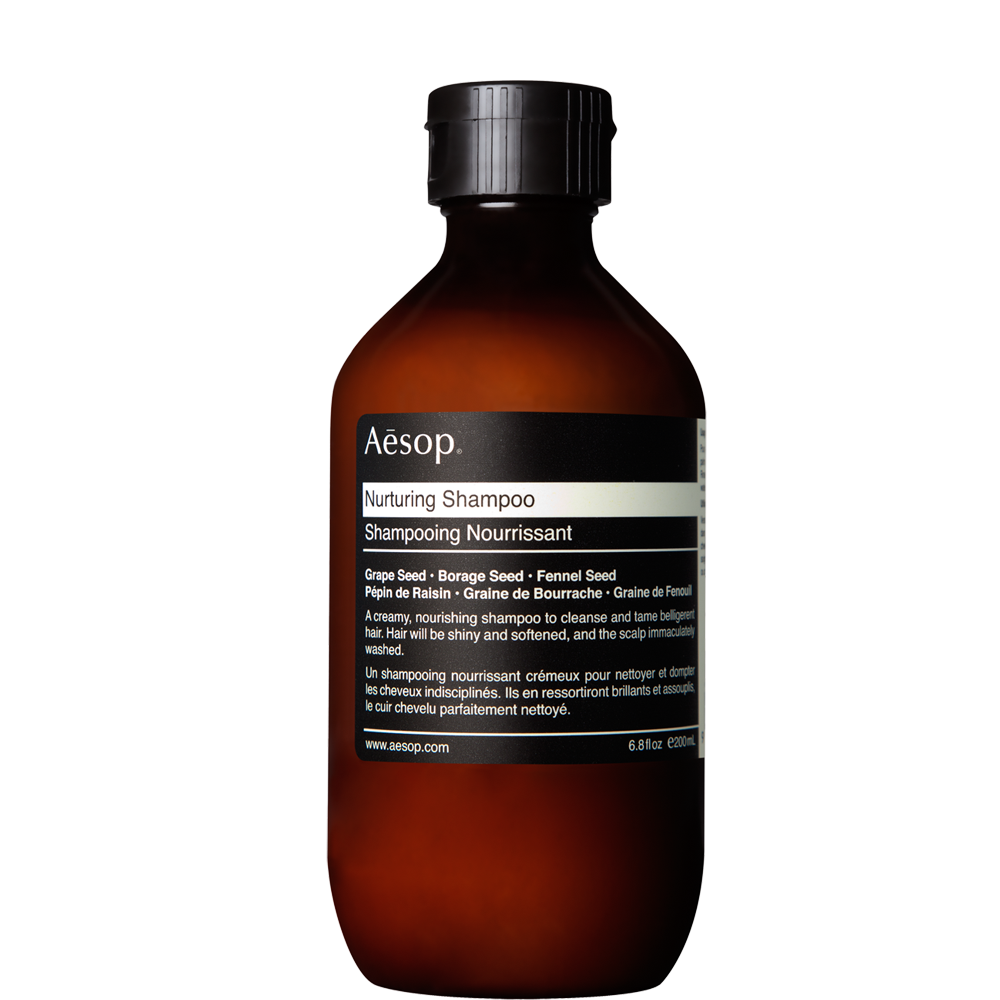 Aēsop®
Nurturing Shampoo
Shampooing Nourrissant
Grape Seed • Borage Seed • Fennel Seed
Pépin de Raisin • Graine de Bourrache • Graine de Fenouil
A creamy, nourishing shampoo to cleanse and tame belligerent
hair. Hair will be shiny and softened, and the scalp immaculately
washed.
Un shampooing nourrissant crémeux pour nettoyer et dompter
les cheveux indisciplinés. Ils en ressortiront brillants et assouplis,
le cuir chevelu parfaitement nettoyé.
www.aesop.com 6.8 fl oz ℮200mL